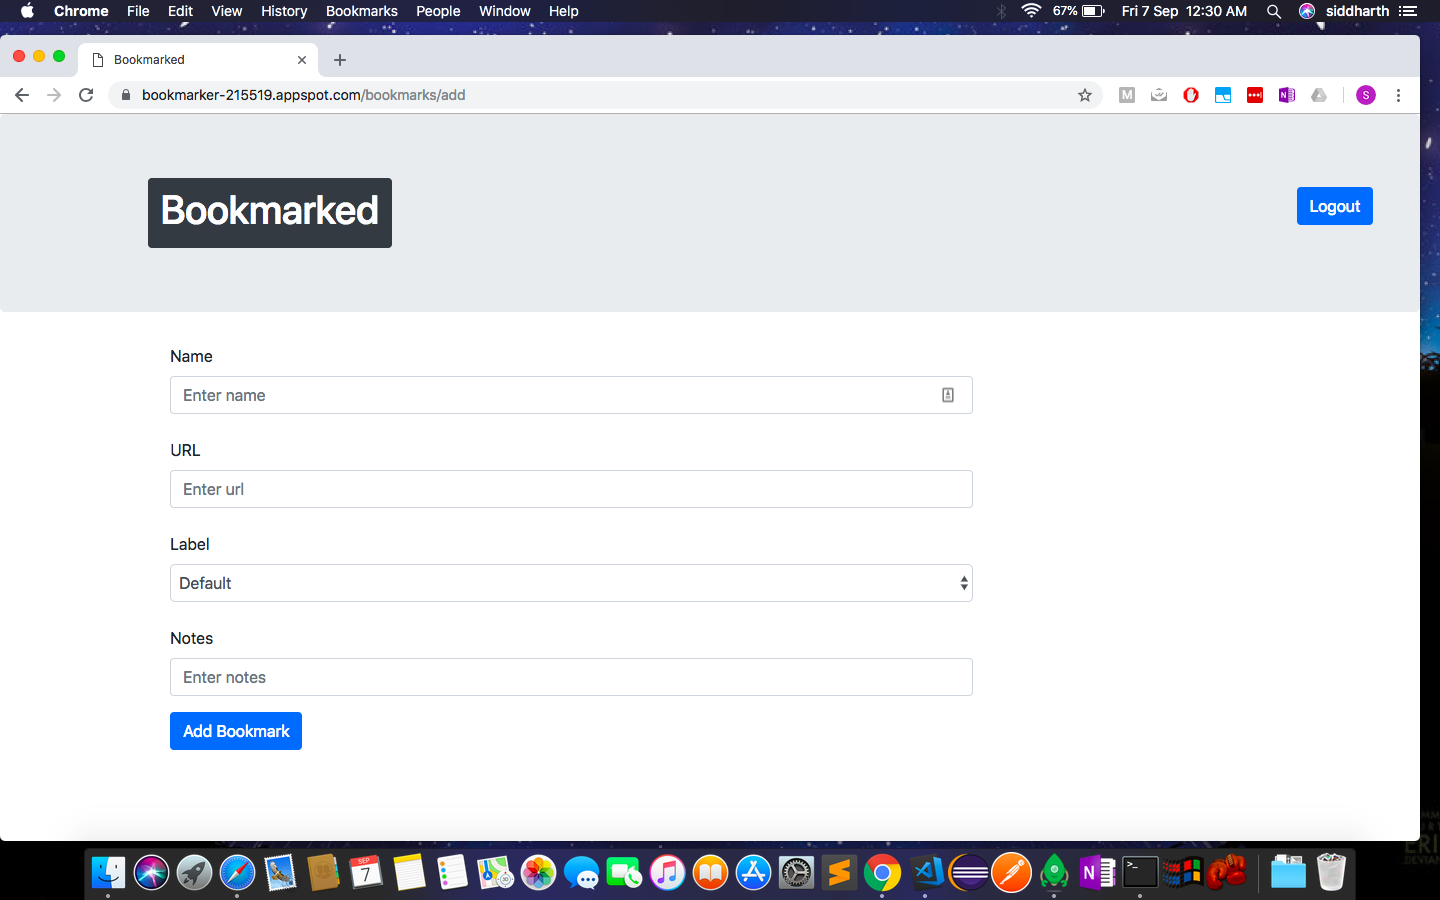 Chrome File Edit View History Bookmarks People Window Help 67% Fri 7 Sep 12:30 AM siddharth
Bookmarked
bookmarker-215519.appspot.com/bookmarks/add
M
N
S
Bookmarked
Logout
Name
Enter name
URL
Enter url
Label
Default
Notes
Enter notes
Add Bookmark
SEP
7
N
>_